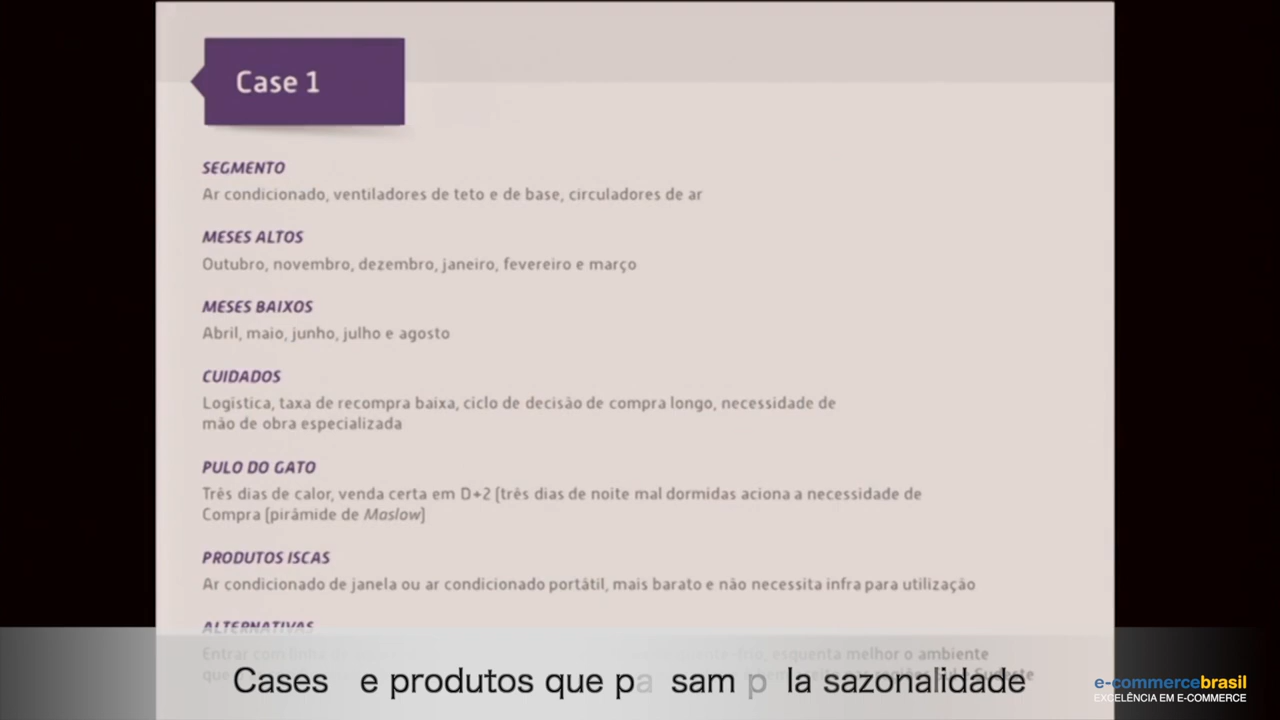 Case 1
SEGMENTO
Ar condicionado, ventiladores de teto e de base, circuladores de ar
MESES ALTOS
Outubro, novembro, dezembro, janeiro, fevereiro e março
MESES BAIXOS
Abril, maio, junho, julho e agosto
CUIDADOS
Logística, taxa de recompra baixa, ciclo de decisão de compra longo, necessidade de
mão de obra especializada
PULO DO GATO
Três dias de calor, venda certa em D+2 (três dias de noite mal dormidas aciona a necessidade de
Compra (pirâmide de Maslow)
PRODUTOS ISCAS
Ar condicionado de janela ou ar condicionado portátil, mais barato e não necessita infra para utilização
ALTERNATIVAS
Entrar com linha esquenta melhor o ambiente
Sudeste
Cases e produtos que pa sam p la sazonalidade
e-commercebrasil
EXCELÊNCIA EM E-COMMERCE